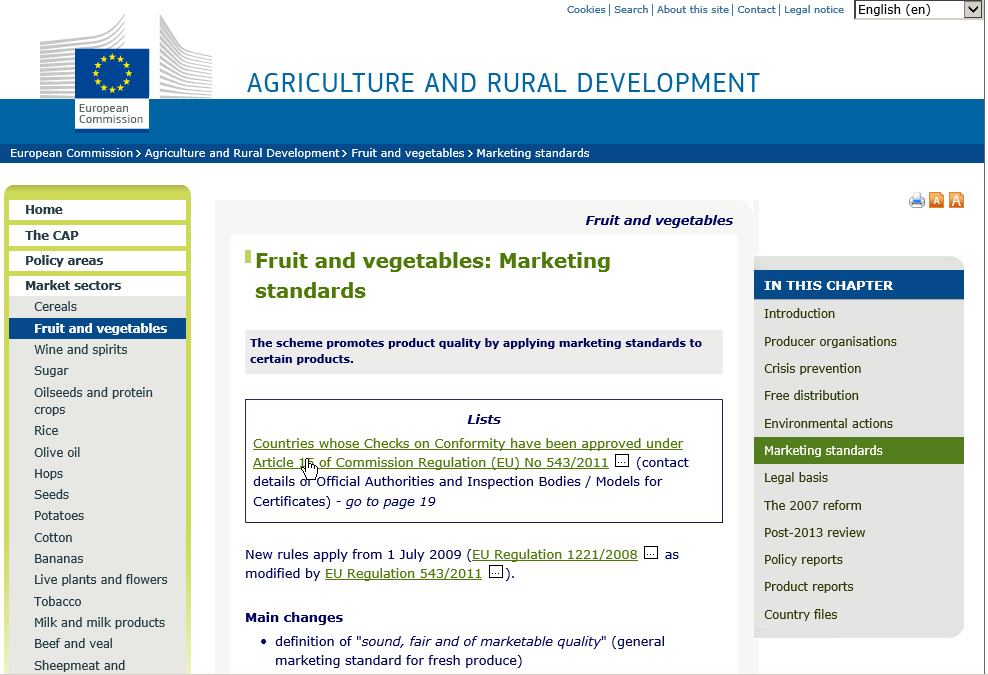 Cookies | Search | About this site | Contact | Legal notice English (en)
European
Commission
AGRICULTURE AND RURAL DEVELOPMENT
European Commission > Agriculture and Rural Development > Fruit and vegetables > Marketing standards
Home
The CAP
Policy areas
Market sectors
Cereals
Fruit and vegetables
Wine and spirits
Sugar
Oilseeds and protein
crops
Rice
Olive oil
Hops
Seeds
Potatoes
Cotton
Bananas
Live plants and flowers
Tobacco
Milk and milk products
Beef and veal
Sheepmeat and
Fruit and vegetables
Fruit and vegetables: Marketing
standards
The scheme promotes product quality by applying marketing standards to
certain products.
Lists
Countries whose Checks on Conformity have been approved under
Article 15 of Commission Regulation (EU) No 543/2011 ... (contact
details of Official Authorities and Inspection Bodies / Models for
Certificates) - go to page 19
New rules apply from 1 July 2009 (EU Regulation 1221/2008 ... as
modified by EU Regulation 543/2011 ...).
Main changes
• definition of "sound, fair and of marketable quality" (general
marketing standard for fresh produce)
A A
IN THIS CHAPTER
Introduction
Producer organisations
Crisis prevention
Free distribution
Environmental actions
Marketing standards
Legal basis
The 2007 reform
Post-2013 review
Policy reports
Product reports
Country files